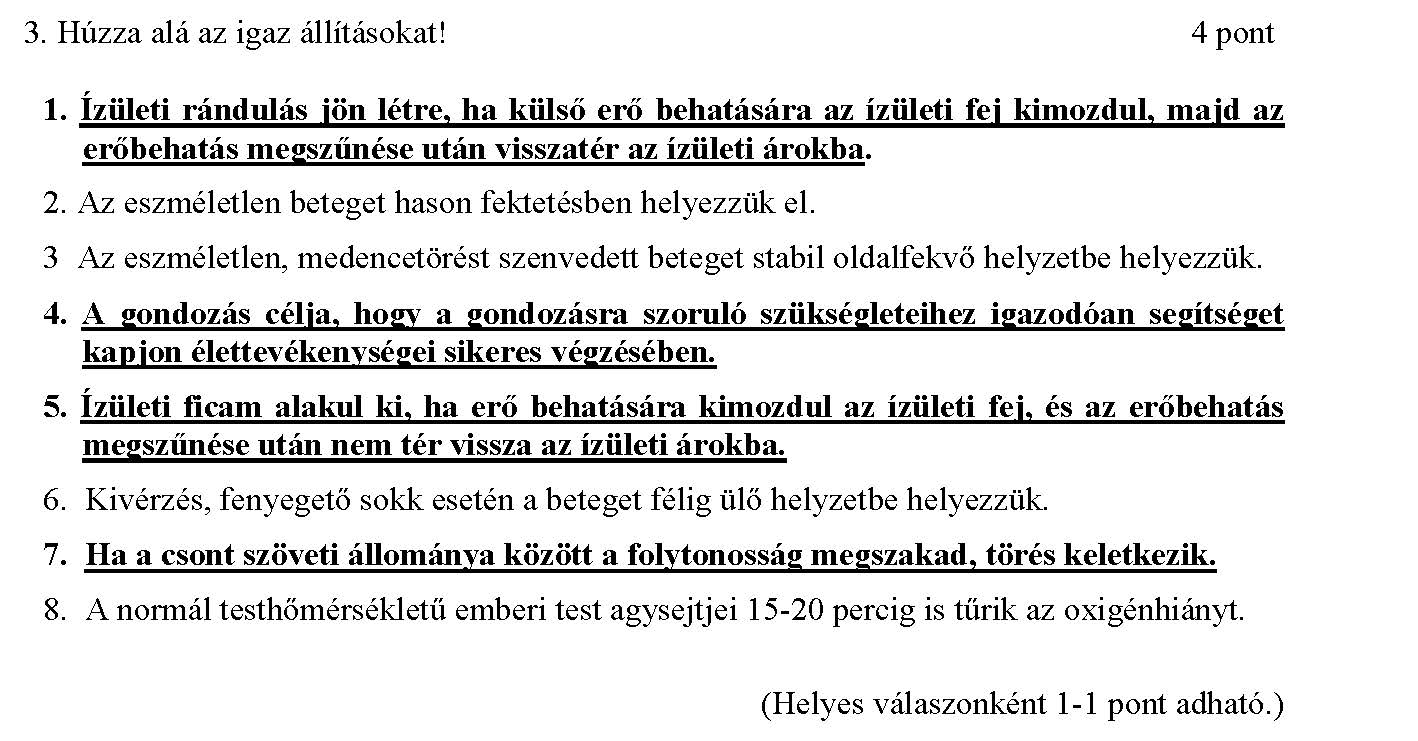 3. Húzza alá az igaz állításokat! 4 pont
1. Ízületi rándulás jön létre, ha külső erő behatására az ízületi fej kimozdul, majd az
erőbehatás megszűnése után visszatér az ízületi árokba.
2. Az eszméletlen beteget hason fektetésben helyezzük el.
3 Az eszméletlen, medencetörést szenvedett beteget stabil oldalfekvő helyzetbe helyezzük.
4. A gondozás célja, hogy a gondozásra szoruló szükségleteihez igazodóan segítséget
kapjon élettevékenységei sikeres végzésében.
5. Ízületi ficam alakul ki, ha erő behatására kimozdul az ízületi fej, és az erőbehatás
megszűnése után nem tér vissza az ízületi árokba.
6. Kivérzés, fenyegető sokk esetén a beteget félig ülő helyzetbe helyezzük.
7. Ha a csont szöveti állománya között a folytonosság megszakad, törés keletkezik.
8. A normál testhőmérsékletű emberi test agysejtjei 15-20 percig is tűrik az oxigénhiányt.
(Helyes válaszonként 1-1 pont adható.)